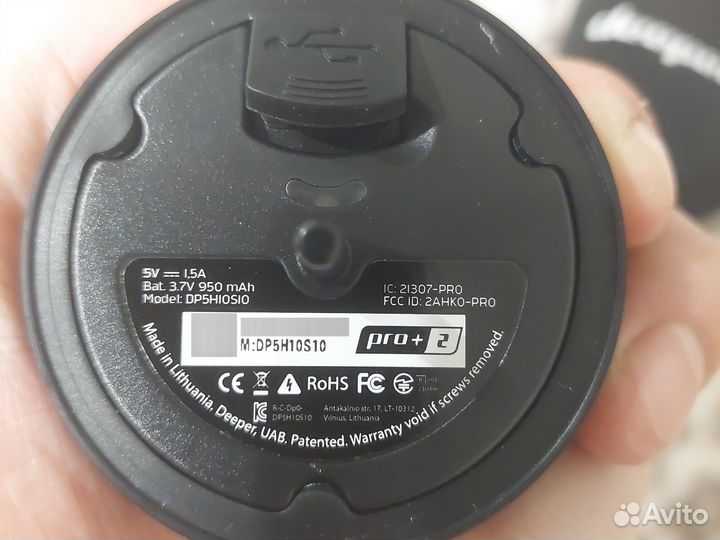 5V ⎓ 1,5A
Bat. 3.7V 950 mAh
Model: DP5H10S10
IC: 21307-PRO
FCC ID: 2AHKO-PRO
M:DP5H10S10
pro+ 2
CE RoHS FC
R-C-Dp0-
DP5H10S10
Antakalnio str. 17, LT-10312
Vilnius, Lithuania
Made in Lithuania. Deeper, UAB. Patented. Warranty void if screws removed.
Avito